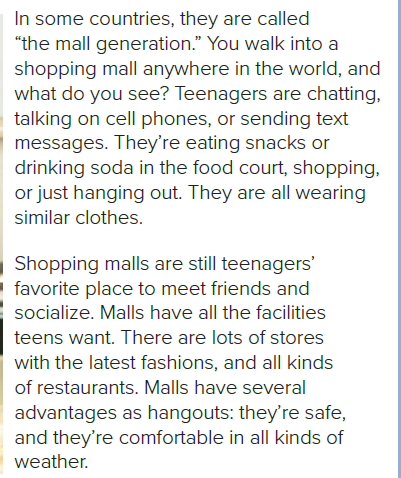 In some countries, they are called
“the mall generation.” You walk into a
shopping mall anywhere in the world, and
what do you see? Teenagers are chatting,
talking on cell phones, or sending text
messages. They’re eating snacks or
drinking soda in the food court, shopping,
or just hanging out. They are all wearing
similar clothes.
Shopping malls are still teenagers’
favorite place to meet friends and
socialize. Malls have all the facilities
teens want. There are lots of stores
with the latest fashions, and all kinds
of restaurants. Malls have several
advantages as hangouts: they’re safe,
and they’re comfortable in all kinds of
weather.